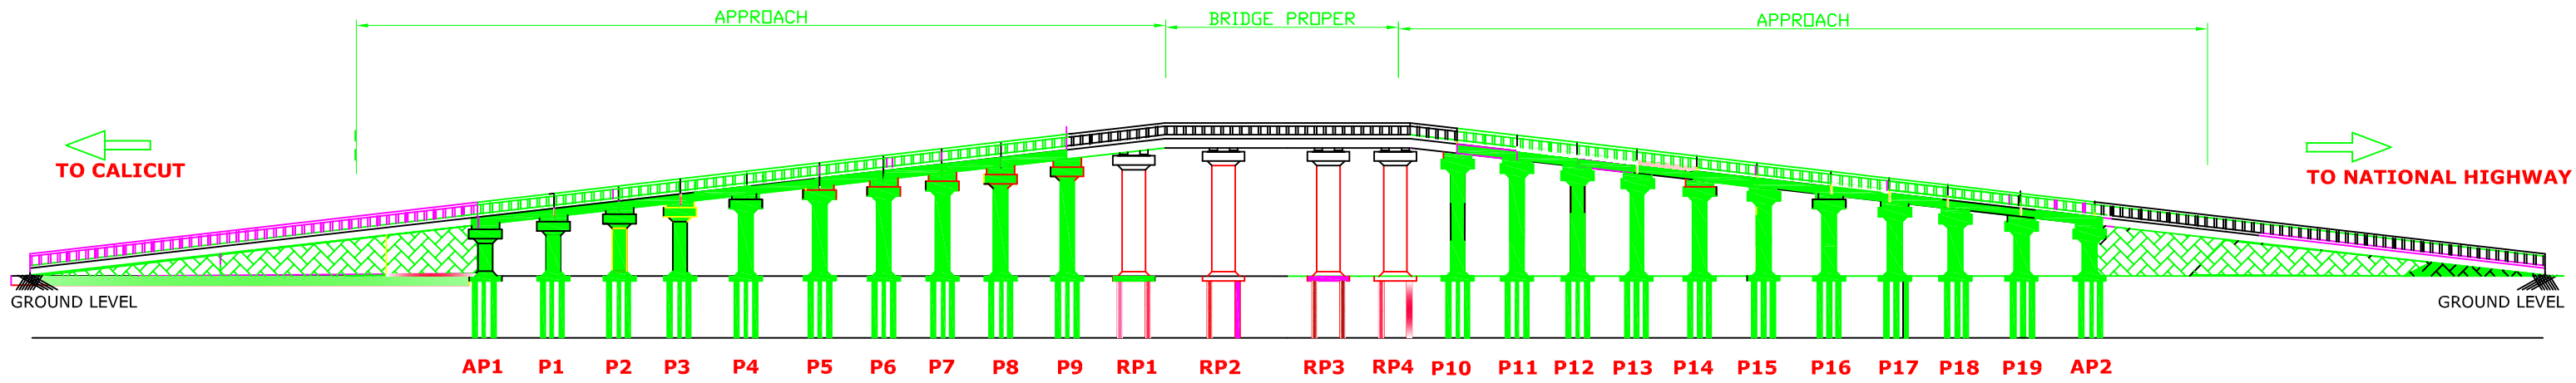 APPROACH
BRIDGE PROPER
APPROACH
TO CALICUT
TO NATIONAL HIGHWAY
GROUND LEVEL
GROUND LEVEL
AP1 P1 P2 P3 P4 P5 P6 P7 P8 P9 RP1 RP2 RP3 RP4 P10 P11 P12 P13 P14 P15 P16 P17 P18 P19 AP2